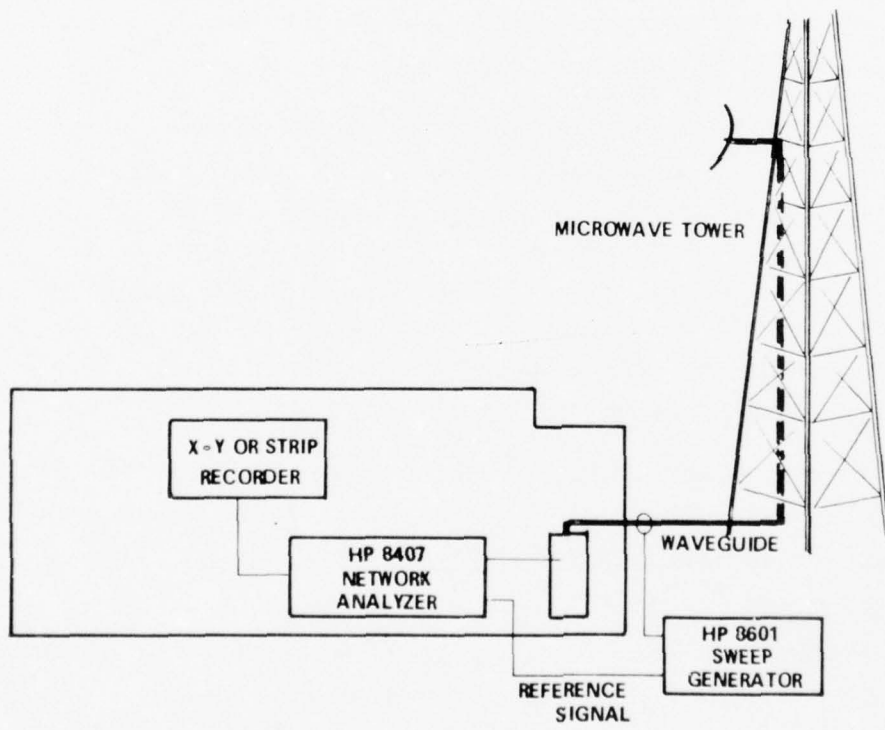 MICROWAVE TOWER
X-Y OR STRIP
RECORDER
HP 8407
NETWORK
ANALYZER
WAVEGUIDE
HP 8601
SWEEP
GENERATOR
REFERENCE
SIGNAL